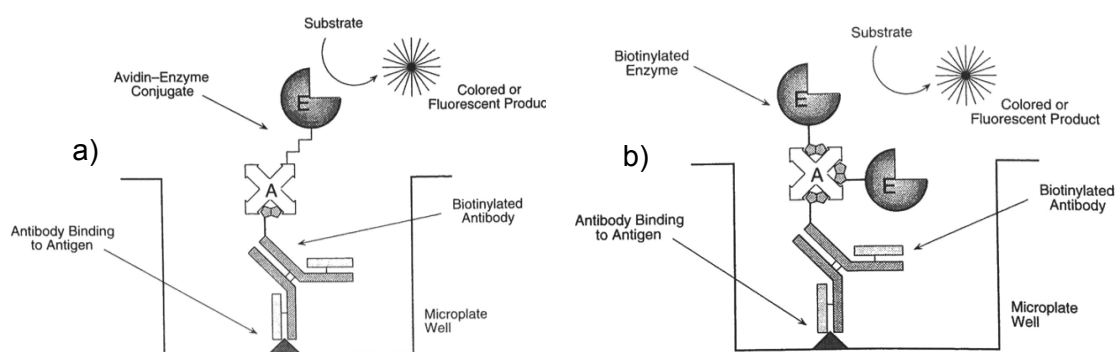 a)
Substrate
Avidin–Enzyme
Conjugate
E
Colored or
Fluorescent Product
A
Biotinylated
Antibody
Antibody Binding
to Antigen
Microplate
Well
b)
Substrate
Biotinylated
Enzyme
E
Colored or
Fluorescent Product
A
E
Biotinylated
Antibody
Antibody Binding
to Antigen
Microplate
Well